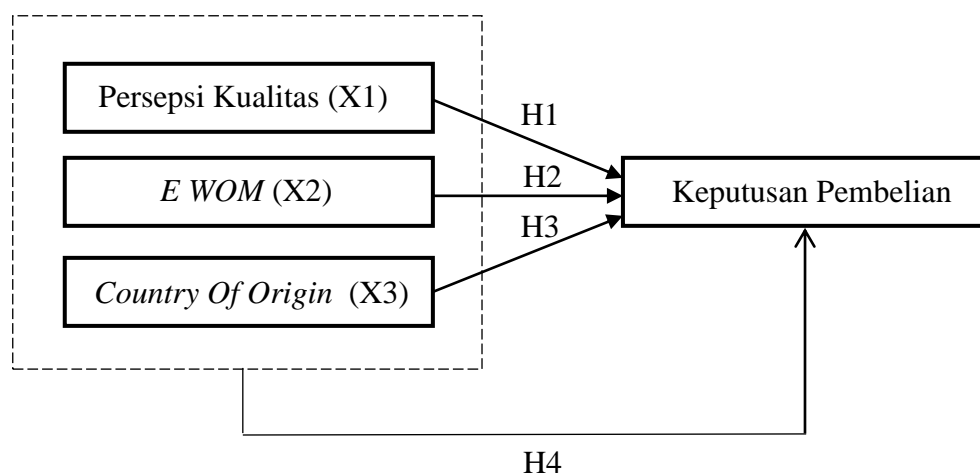 Persepsi Kualitas (X1)
H1
E WOM (X2)
H2
Keputusan Pembelian
H3
Country Of Origin (X3)
H4